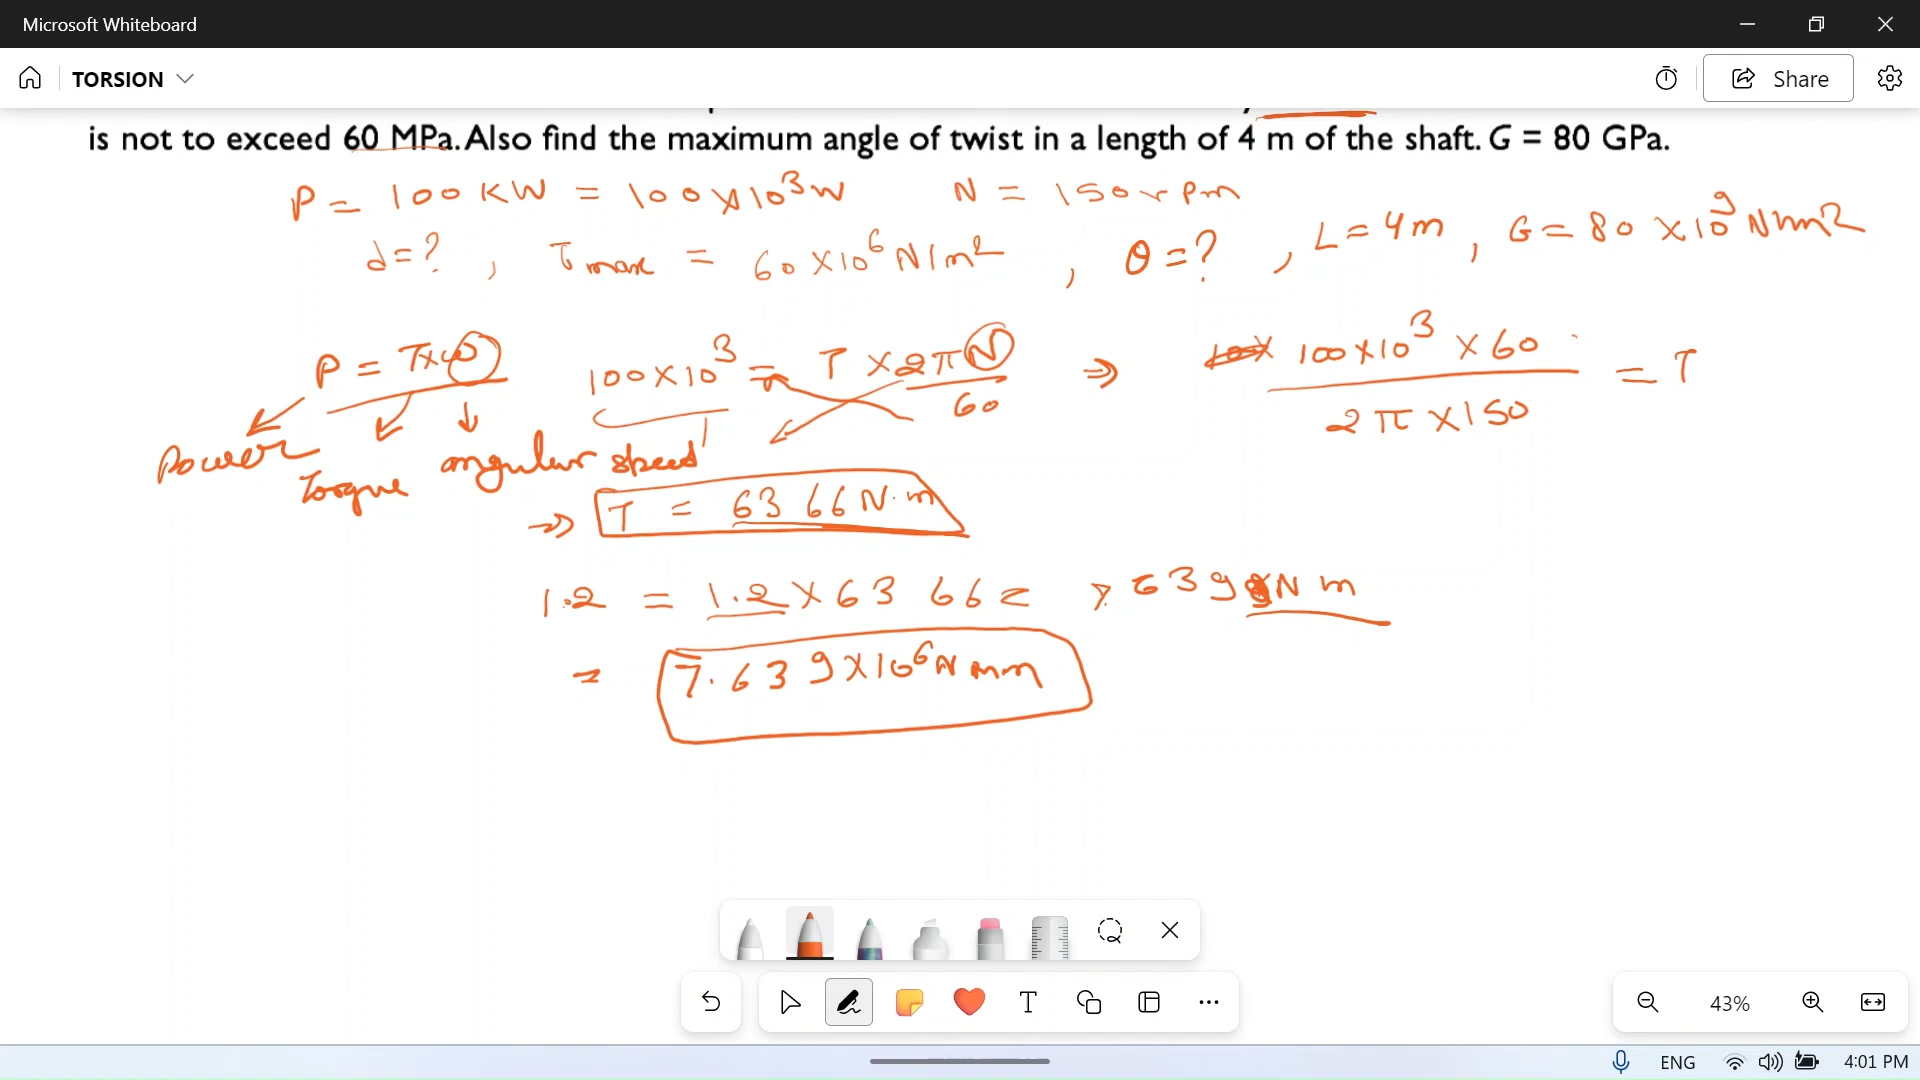 Microsoft Whiteboard
TORSION
Share
is not to exceed 60 MPa. Also find the maximum angle of twist in a length of 4 m of the shaft. G = 80 GPa.
P = 100 KW = 100 X 10³ W N = 150 rpm
d = ? , τmax = 60 X 10⁶ N/m² , θ = ? , L = 4m , G = 80 X 10⁹ N/m²
P = T X ω 100 X 10³ = T X 2πN / 60 ⇒ 100 X 10³ X 60 / 2π X 150 = T
Power
Torque angular speed
⇒ T = 6366 N·m
1.2 = 1.2 X 6366 = 7639 N m
= 7.639 X 10⁶ N mm
43%
ENG 4:01 PM